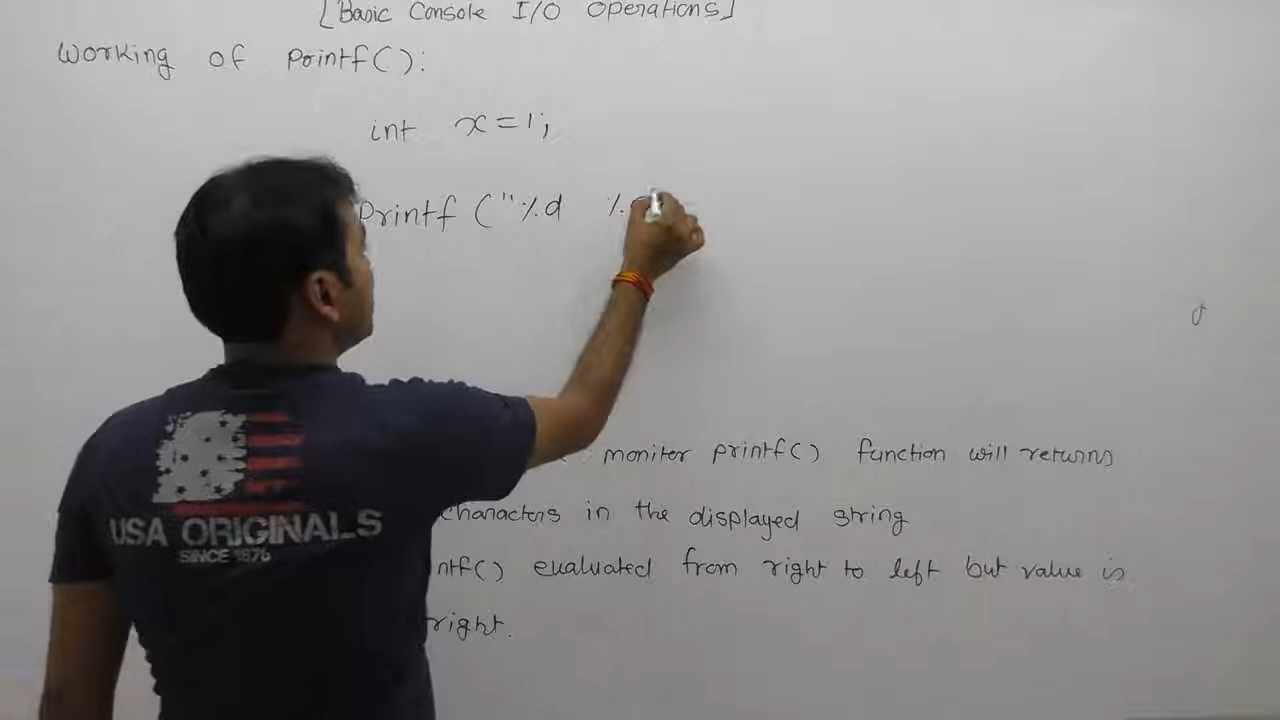 [Basic Console I/O Operations]
Working of Printf():
int x=1;
Printf ("%d %
moniter printf() function will returns
characters in the displayed string
ntf() evaluated from right to left but value is
right.
USA ORIGINALS
SINCE 1876